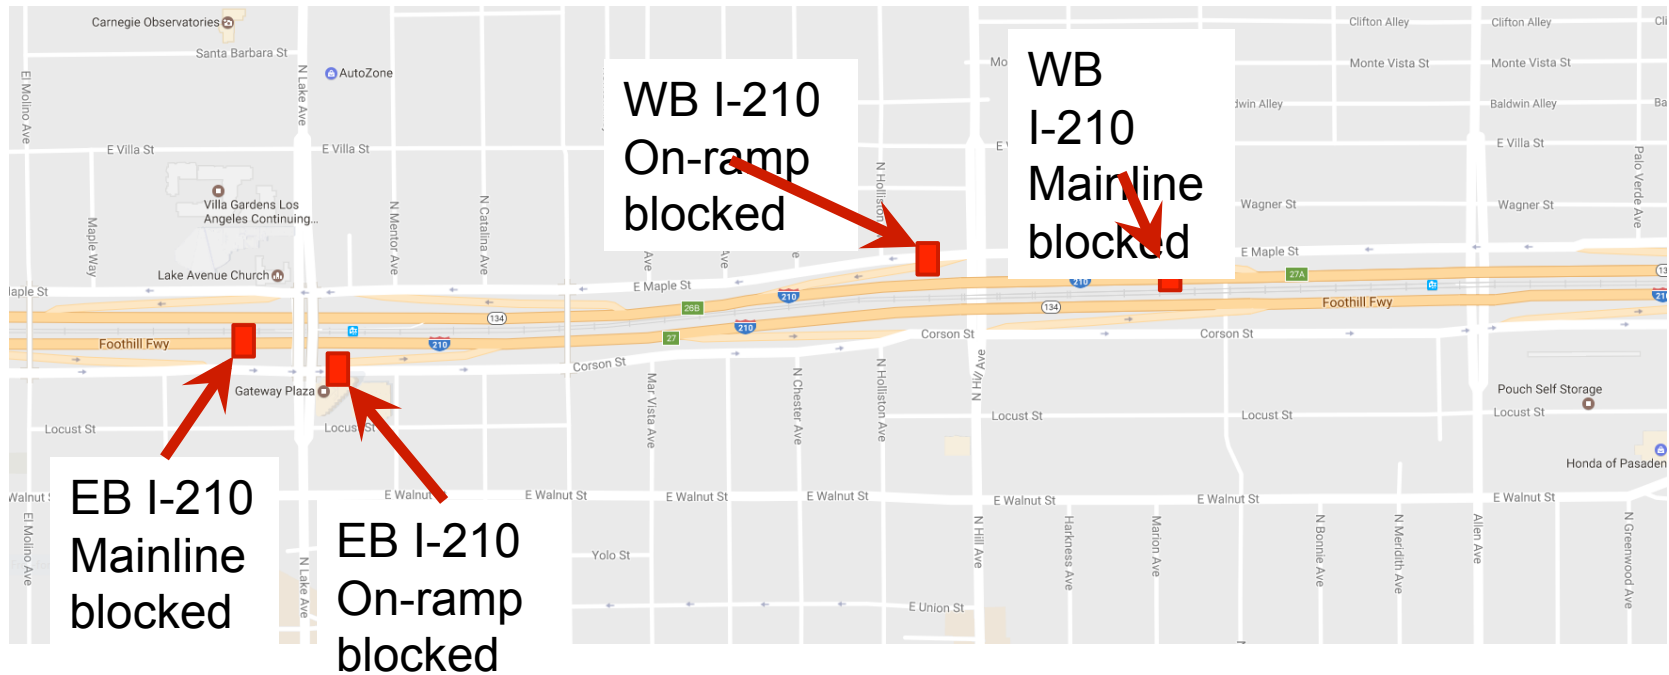 Carnegie Observatories
Santa Barbara St
AutoZone
El Molino Ave
N Lake Ave
E Villa St
E Villa St
Villa Gardens Los
Angeles Continuing...
Maple Way
N Mentor Ave
N Catalina Ave
Lake Avenue Church
WB I-210
On-ramp
blocked
WB
I-210
Mainline
blocked
Clifton Alley
Clifton Alley
Monte Vista St
Monte Vista St
Baldwin Alley
E Villa St
Palo Verde Ave
N Holliston
Wagner St
Wagner St
E Maple St
E Maple St
Ave
Ave
134
26B
210
210
27A
134
Foothill Fwy
Foothill Fwy
210
210
27
Corson St
Corson St
Corson St
Gateway Plaza
Locust St
Locust St
Mar Vista Ave
N Chester Ave
N Holliston Ave
N Hill Ave
Locust St
Locust St
Locust St
Pouch Self Storage
Honda of Pasaden
EB I-210
Mainline
blocked
EB I-210
On-ramp
blocked
Walnut
E Walnut
E Walnut St
E Walnut St
E Walnut St
E Walnut St
E Walnut St
E Walnut St
El Molino Ave
N Lake Ave
Yolo St
E Union St
N Hill Ave
Harkness Ave
Marion Ave
N Bonnie Ave
N Meridith Ave
Allen Ave
N Greenwood Ave